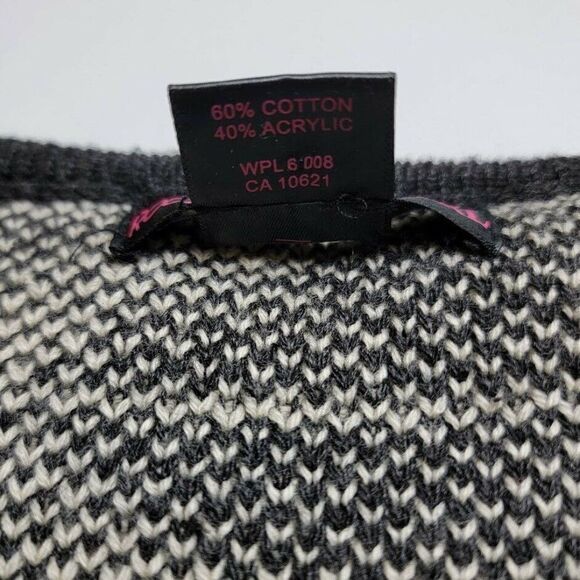 60% COTTON
40% ACRYLIC
WPL 6 008
CA 10621